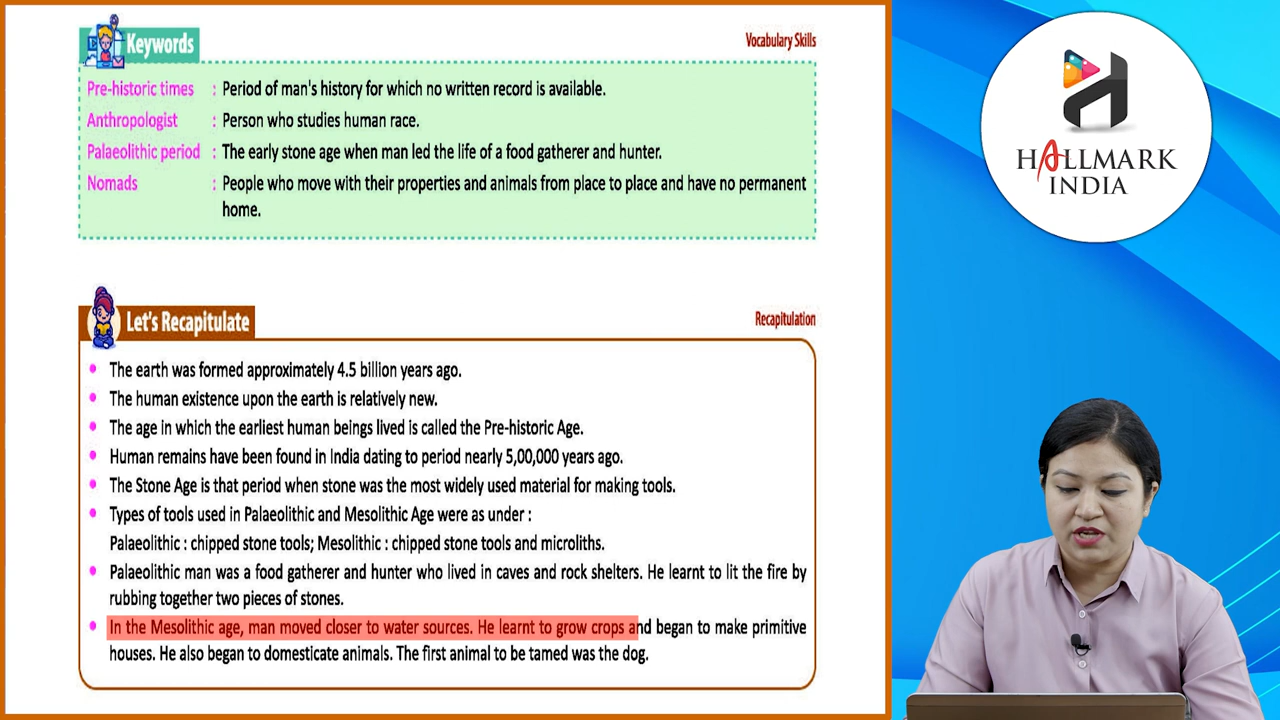 Keywords
Vocabulary Skills
Pre-historic times : Period of man's history for which no written record is available.
Anthropologist : Person who studies human race.
Palaeolithic period : The early stone age when man led the life of a food gatherer and hunter.
Nomads : People who move with their properties and animals from place to place and have no permanent
home.
Let's Recapitulate
Recapitulation
• The earth was formed approximately 4.5 billion years ago.
• The human existence upon the earth is relatively new.
• The age in which the earliest human beings lived is called the Pre-historic Age.
• Human remains have been found in India dating to period nearly 5,00,000 years ago.
• The Stone Age is that period when stone was the most widely used material for making tools.
• Types of tools used in Palaeolithic and Mesolithic Age were as under :
Palaeolithic : chipped stone tools; Mesolithic : chipped stone tools and microliths.
• Palaeolithic man was a food gatherer and hunter who lived in caves and rock shelters. He learnt to lit the fire by
rubbing together two pieces of stones.
• In the Mesolithic age, man moved closer to water sources. He learnt to grow crops and began to make primitive
houses. He also began to domesticate animals. The first animal to be tamed was the dog.
HALLMARK
INDIA